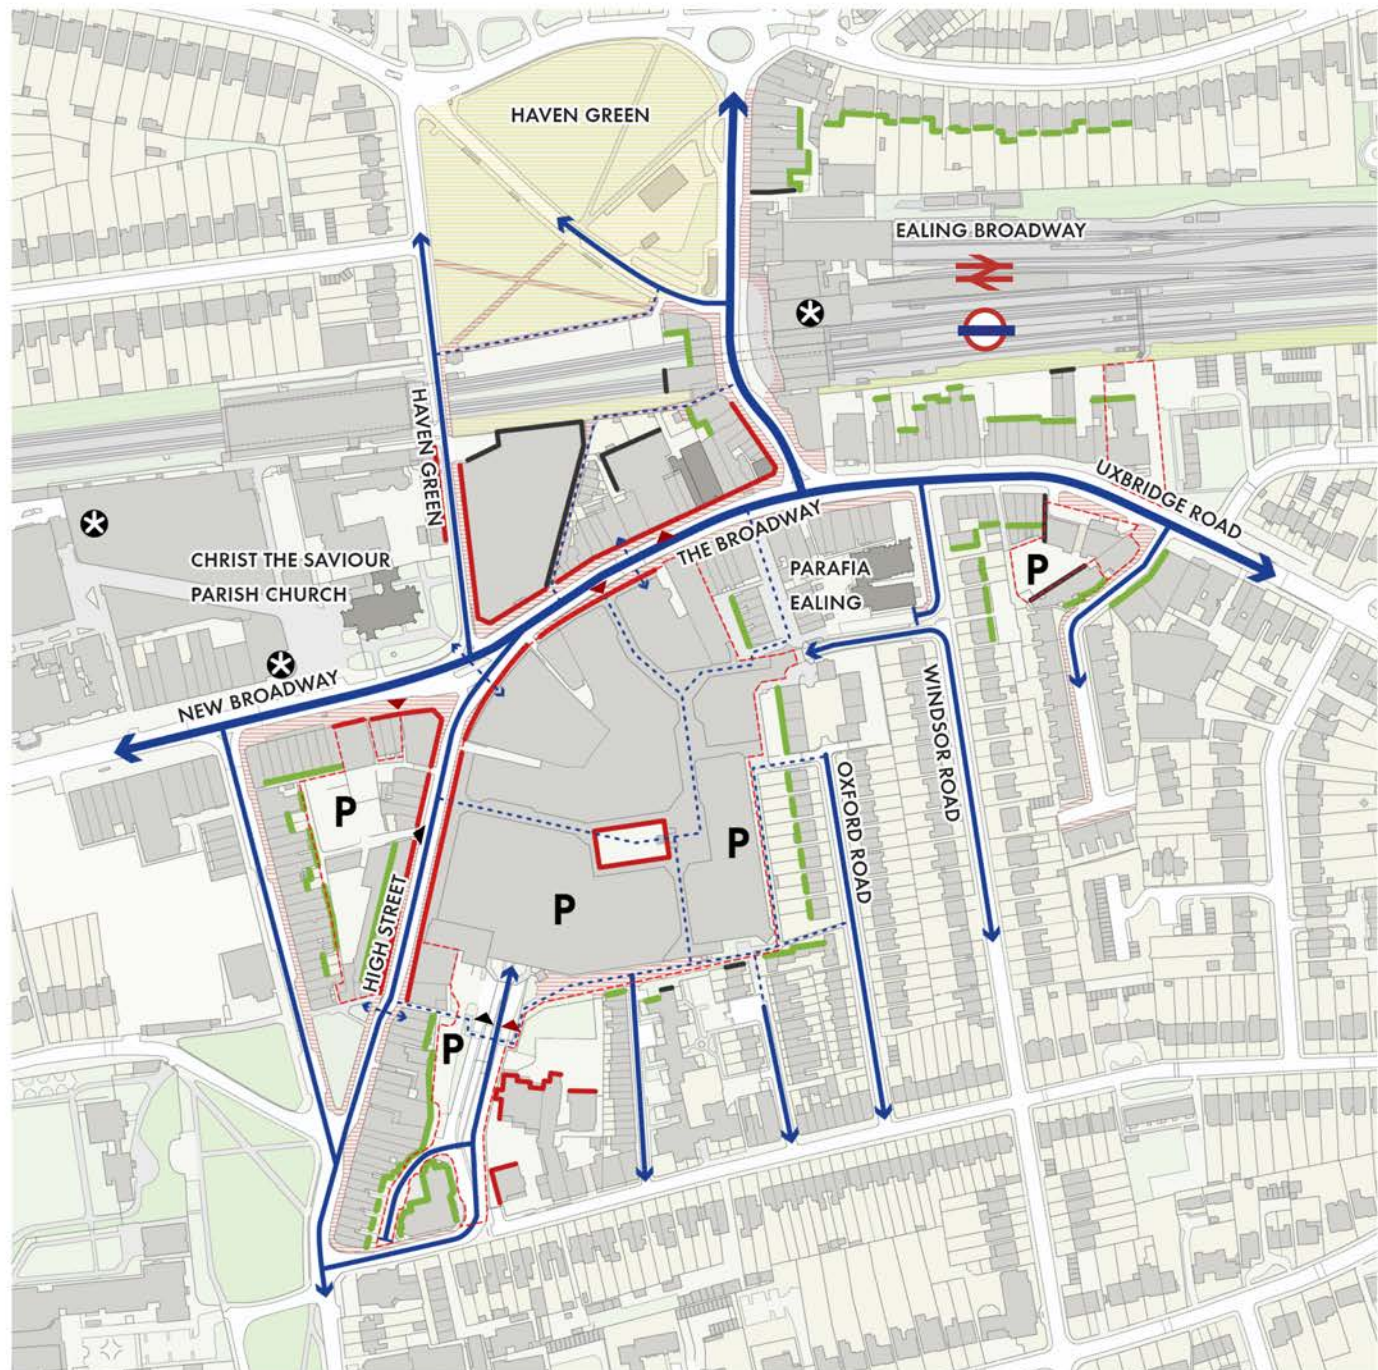 HAVEN GREEN
EALING BROADWAY
HAVEN GREEN
UXBRIDGE ROAD
THE BROADWAY
CHRIST THE SAVIOUR
PARISH CHURCH
PARAFIA
EALING
P
NEW BROADWAY
WINDSOR ROAD
OXFORD ROAD
P
P
P
HIGH STREET
P